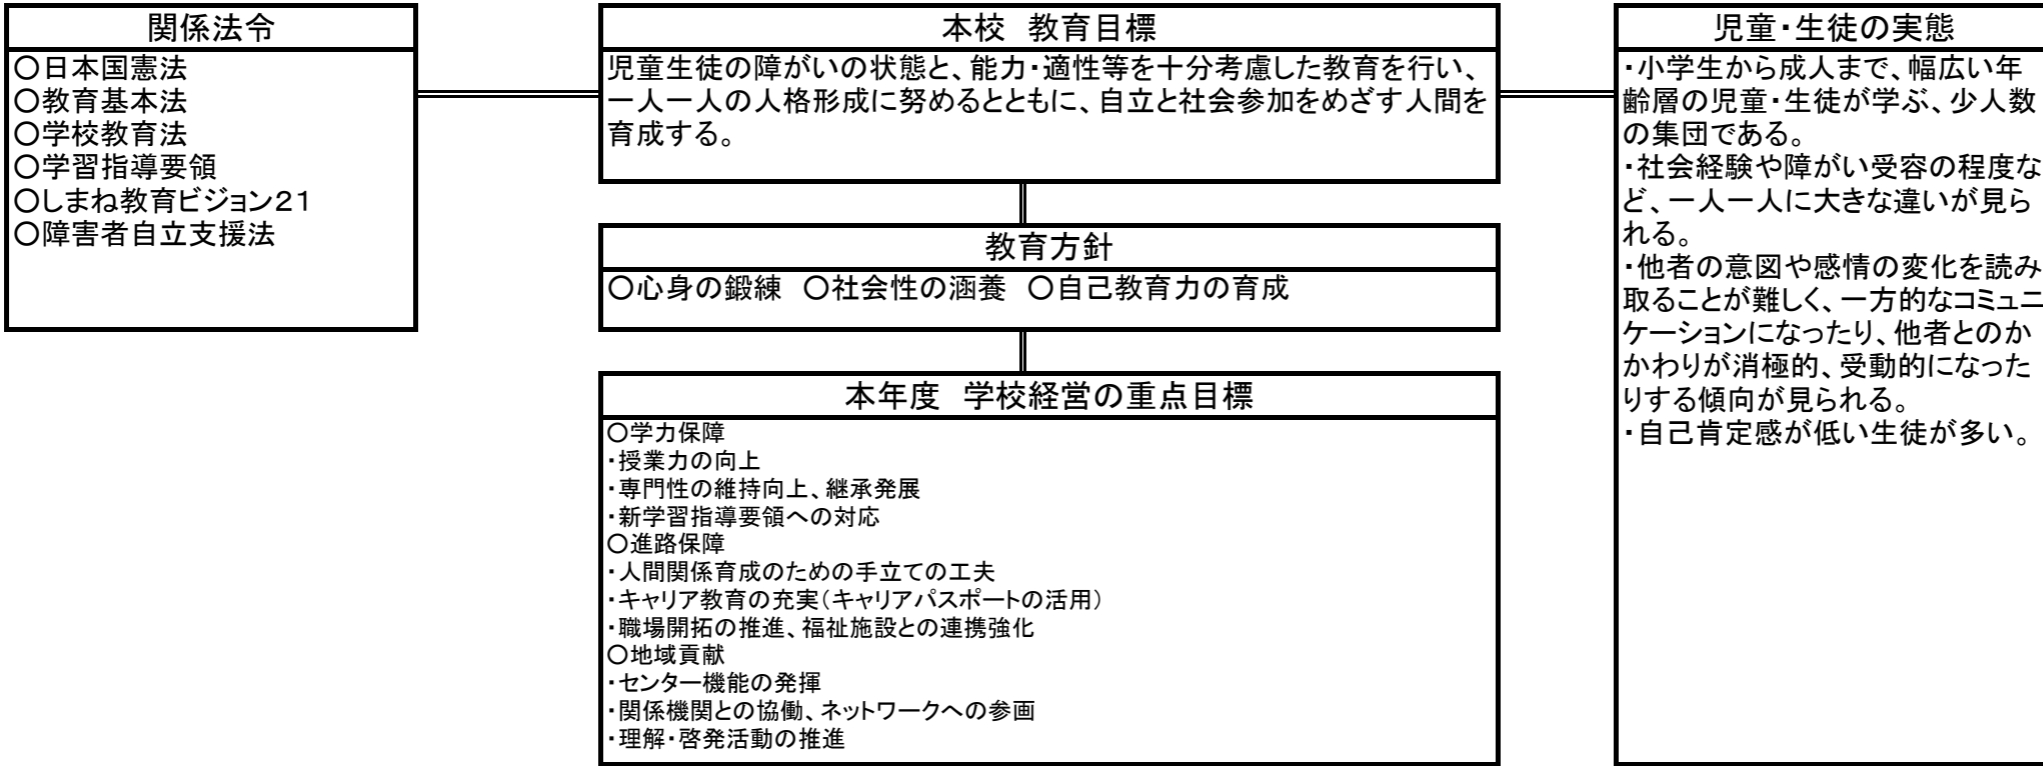 関係法令
〇日本国憲法
〇教育基本法
〇学校教育法
〇学習指導要領
〇しまね教育ビジョン21
〇障害者自立支援法
本校 教育目標
児童生徒の障がいの状態と、能力・適性等を十分考慮した教育を行い、
一人一人の人格形成に努めるとともに、自立と社会参加をめざす人間を
育成する。
教育方針
〇心身の鍛練 〇社会性の涵養 〇自己教育力の育成
本年度 学校経営の重点目標
〇学力保障
・授業力の向上
・専門性の維持向上、継承発展
・新学習指導要領への対応
〇進路保障
・人間関係育成のための手立ての工夫
・キャリア教育の充実(キャリアパスポートの活用)
・職場開拓の推進、福祉施設との連携強化
〇地域貢献
・センター機能の発揮
・関係機関との協働、ネットワークへの参画
・理解・啓発活動の推進
児童・生徒の実態
・小学生から成人まで、幅広い年
齢層の児童・生徒が学ぶ、少人数
の集団である。
・社会経験や障がい受容の程度な
ど、一人一人に大きな違いが見ら
れる。
・他者の意図や感情の変化を読み
取ることが難しく、一方的なコミュニ
ケーションになったり、他者とのか
かわりが消極的、受動的になった
りする傾向が見られる。
・自己肯定感が低い生徒が多い。